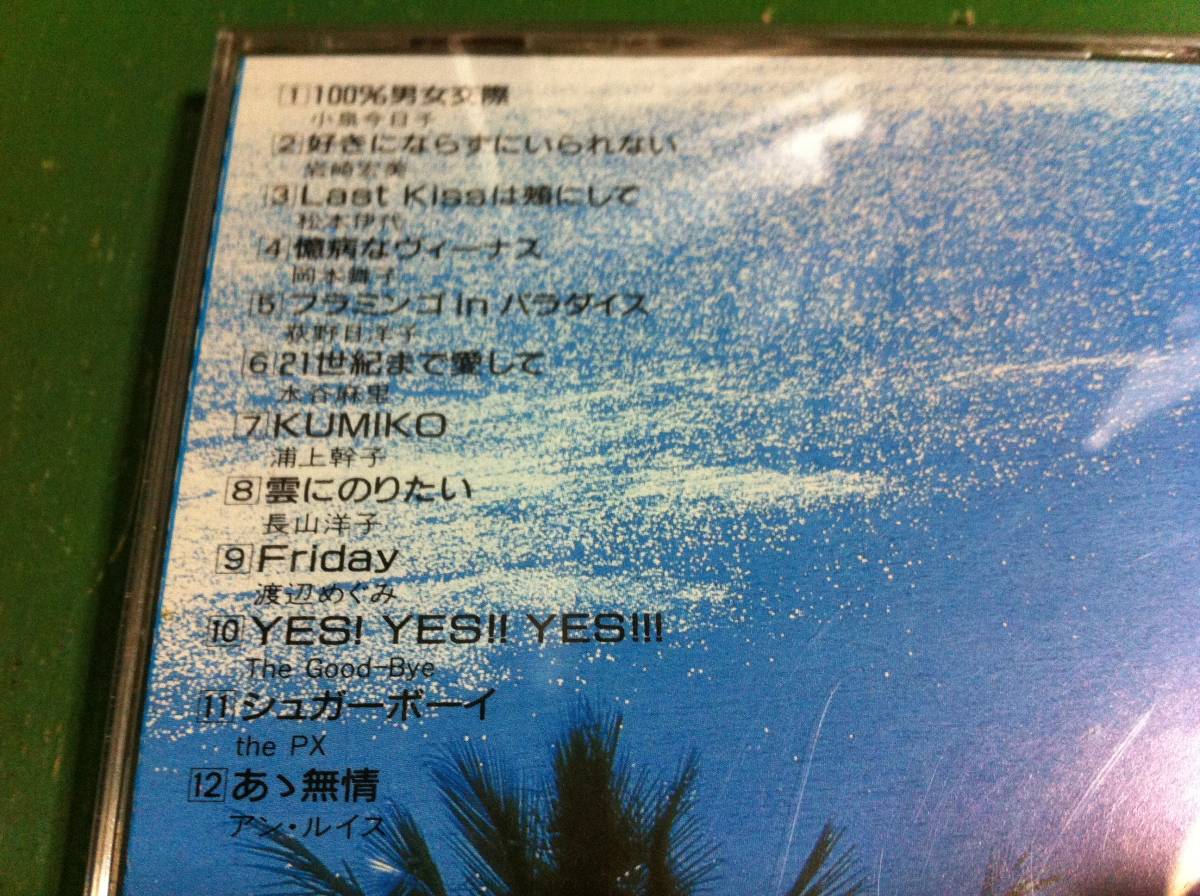 1 100%男女交際
小泉今日子
2 好きにならずにいられない
岩崎宏美
3 Last Kissは頬にして
松本伊代
4 憶病なヴィーナス
岡本舞子
5 フラミンゴ in パラダイス
荻野目洋子
6 21世紀まで愛して
水谷麻里
7 KUMIKO
浦上幹子
8 雲にのりたい
長山洋子
9 Friday
渡辺めぐみ
10 YES! YES!! YES!!!
The Good-Bye
11 シュガーボーイ
the PX
12 あゝ無情
アン・ルイス